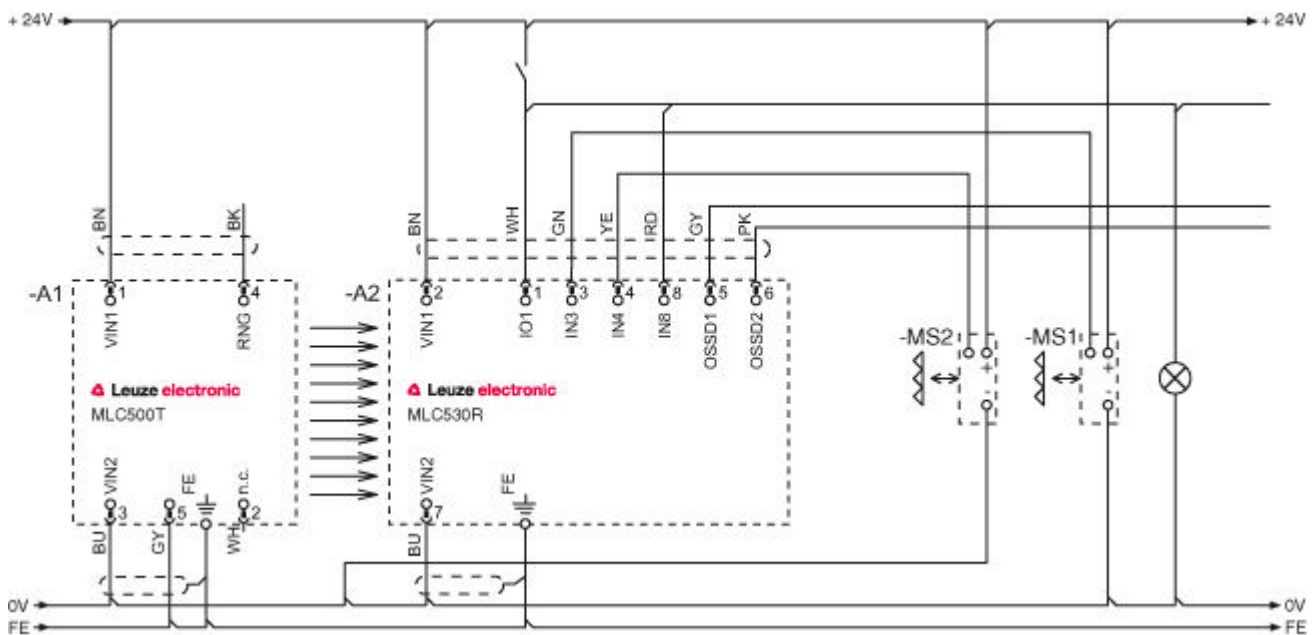 + 24V
+ 24V
BN
BK
BN
WH
GN
YE
RD
GY
PK
-A1
1
4
-A2
2
1
3
4
8
5
6
VIN1
RNG
VIN1
IO1
IN3
IN4
IN8
OSSD1
OSSD2
-MS2
+
-
-MS1
+
-
Leuze electronic
MLC500T
Leuze electronic
MLC530R
VIN2
FE
n.c.
VIN2
FE
3
5
2
7
BU
GY
WH
BU
0V
0V
FE
FE